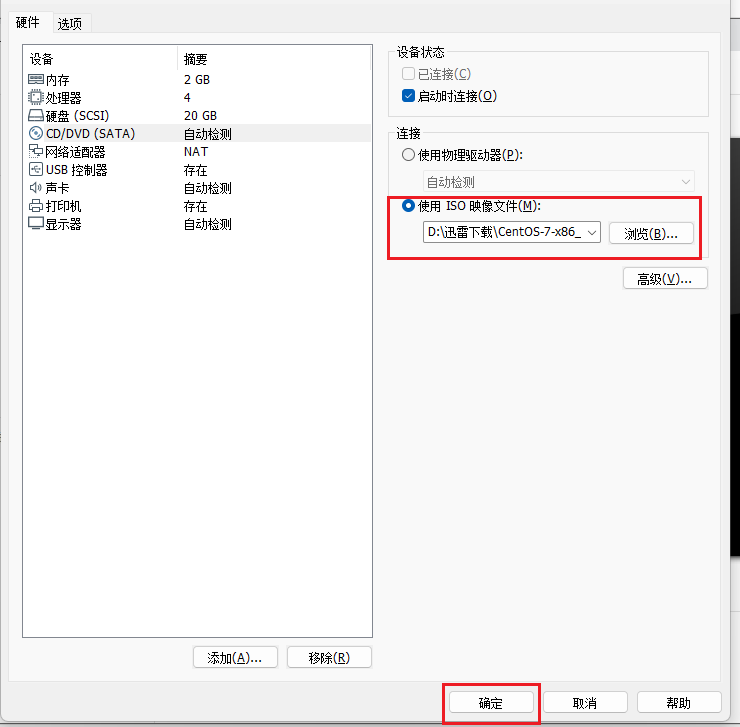 硬件 选项
设备 摘要
内存 2 GB
处理器 4
硬盘 (SCSI) 20 GB
CD/DVD (SATA) 自动检测
网络适配器 NAT
USB 控制器 存在
声卡 自动检测
打印机 存在
显示器 自动检测
添加(A)... 移除(R)
设备状态
已连接(C)
启动时连接(O)
连接
使用物理驱动器(P):
自动检测
使用 ISO 映像文件(M):
D:\迅雷下载\CentOS-7-x86_ 浏览(B)...
高级(V)...
确定 取消 帮助